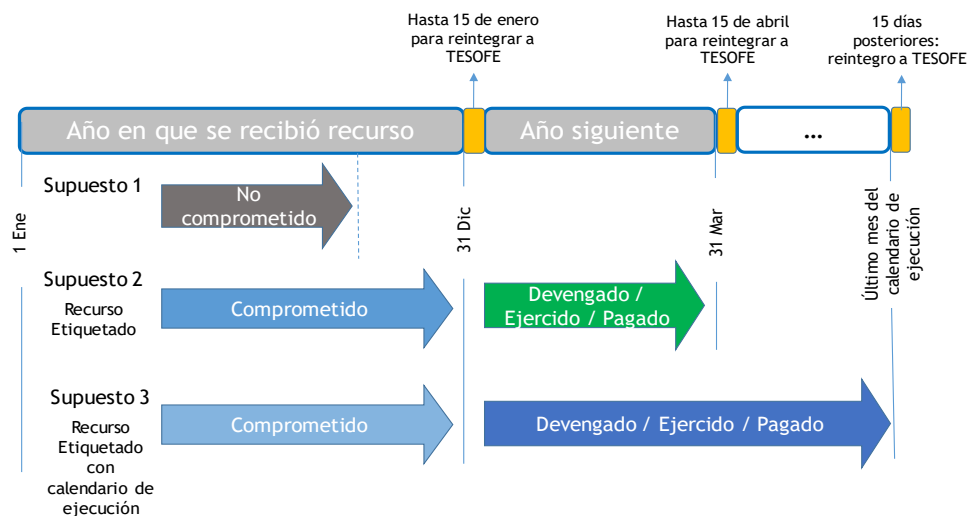 Hasta 15 de enero
para reintegrar a
TESOFE
Hasta 15 de abril
para reintegrar a
TESOFE
15 días
posteriores:
reintegro a TESOFE
Año en que se recibió recurso
Año siguiente
...
1 Ene
31 Dic
31 Mar
Último mes del
calendario de
ejecución
Supuesto 1
No
comprometido
Supuesto 2
Recurso
Etiquetado
Comprometido
Devengado /
Ejercido / Pagado
Supuesto 3
Recurso
Etiquetado
con
calendario de
ejecución
Comprometido
Devengado / Ejercido / Pagado